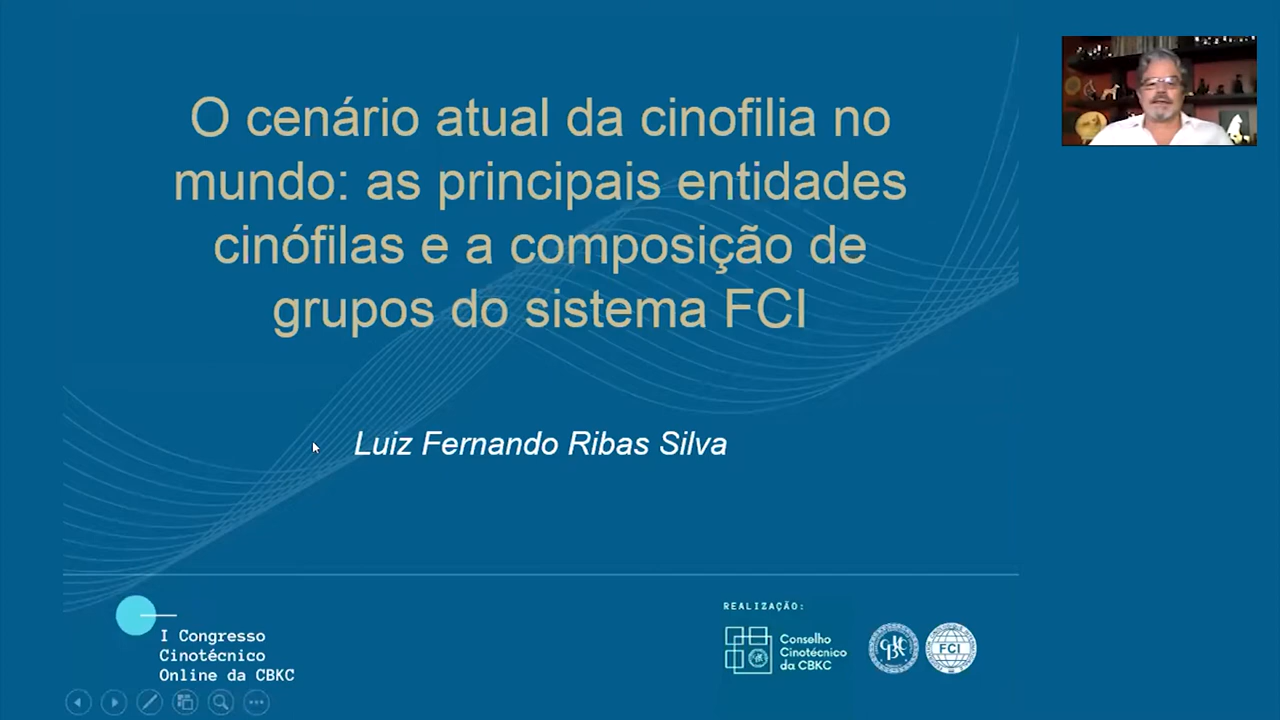 O cenário atual da cinofilia no
mundo: as principais entidades
cinófilas e a composição de
grupos do sistema FCI
Luiz Fernando Ribas Silva
I Congresso
Cinotécnico
Online da CBKC
REALIZAÇÃO:
Conselho
Cinotécnico
da CBKC
FCI